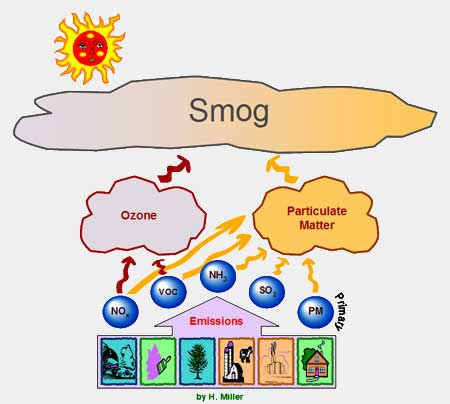 Smog
Ozone
Particulate
Matter
NOx
VOC
NH3
SO2
PM
Primary
Emissions
by H. Miller